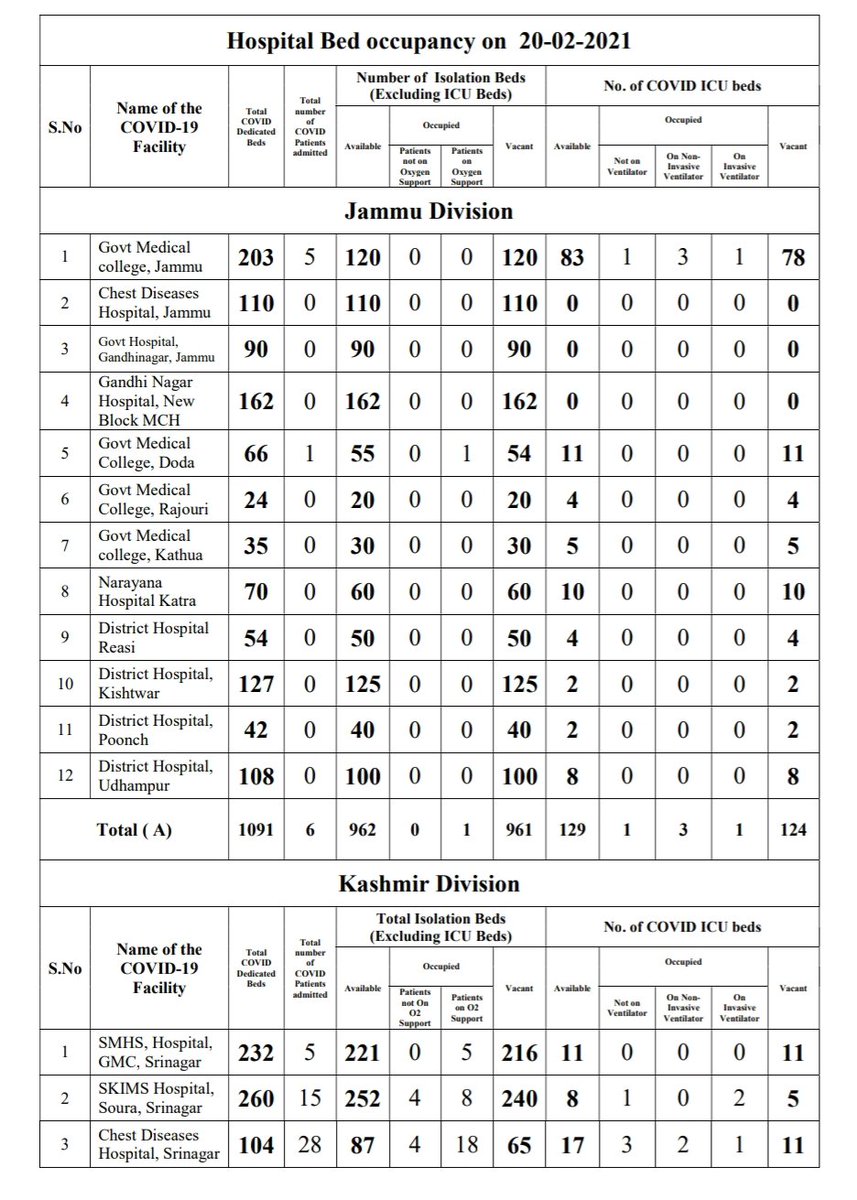 Hospital Bed occupancy on 20-02-2021
S.No
Name of the
COVID-19
Facility
Total
COVID
Dedicated
Beds
Total
number
of
COVID
Patients
admitted
Number of Isolation Beds
(Excluding ICU Beds)
No. of COVID ICU beds
Available
Occupied
Vacant
Available
Occupied
Vacant
Patients
not on
Oxygen
Support
Patients
on
Oxygen
Support
Not on
Ventilator
On Non-
Invasive
Ventilator
On
Invasive
Ventilator
Jammu Division
1 Govt Medical college, Jammu 203 5 120 0 0 120 83 1 3 1 78
2 Chest Diseases Hospital, Jammu 110 0 110 0 0 110 0 0 0 0 0
3 Govt Hospital, Gandhinagar, Jammu 90 0 90 0 0 90 0 0 0 0 0
4 Gandhi Nagar Hospital, New Block MCH 162 0 162 0 0 162 0 0 0 0 0
5 Govt Medical College, Doda 66 1 55 0 1 54 11 0 0 0 11
6 Govt Medical College, Rajouri 24 0 20 0 0 20 4 0 0 0 4
7 Govt Medical college, Kathua 35 0 30 0 0 30 5 0 0 0 5
8 Narayana Hospital Katra 70 0 60 0 0 60 10 0 0 0 10
9 District Hospital Reasi 54 0 50 0 0 50 4 0 0 0 4
10 District Hospital, Kishtwar 127 0 125 0 0 125 2 0 0 0 2
11 District Hospital, Poonch 42 0 40 0 0 40 2 0 0 0 2
12 District Hospital, Udhampur 108 0 100 0 0 100 8 0 0 0 8
Total ( A) 1091 6 962 0 1 961 129 1 3 1 124
Kashmir Division
S.No
Name of the
COVID-19
Facility
Total
COVID
Dedicated
Beds
Total
number
of
COVID
Patients
admitted
Total Isolation Beds
(Excluding ICU Beds)
No. of COVID ICU beds
Available
Occupied
Vacant
Available
Occupied
Vacant
Patients
not On
O2
Support
Patients
on O2
Support
Not on
Ventilator
On Non-
Invasive
Ventilator
On
Invasive
Ventilator
1 SMHS, Hospital, GMC, Srinagar 232 5 221 0 5 216 11 0 0 0 11
2 SKIMS Hospital, Soura, Srinagar 260 15 252 4 8 240 8 1 0 2 5
3 Chest Diseases Hospital, Srinagar 104 28 87 4 18 65 17 3 2 1 11